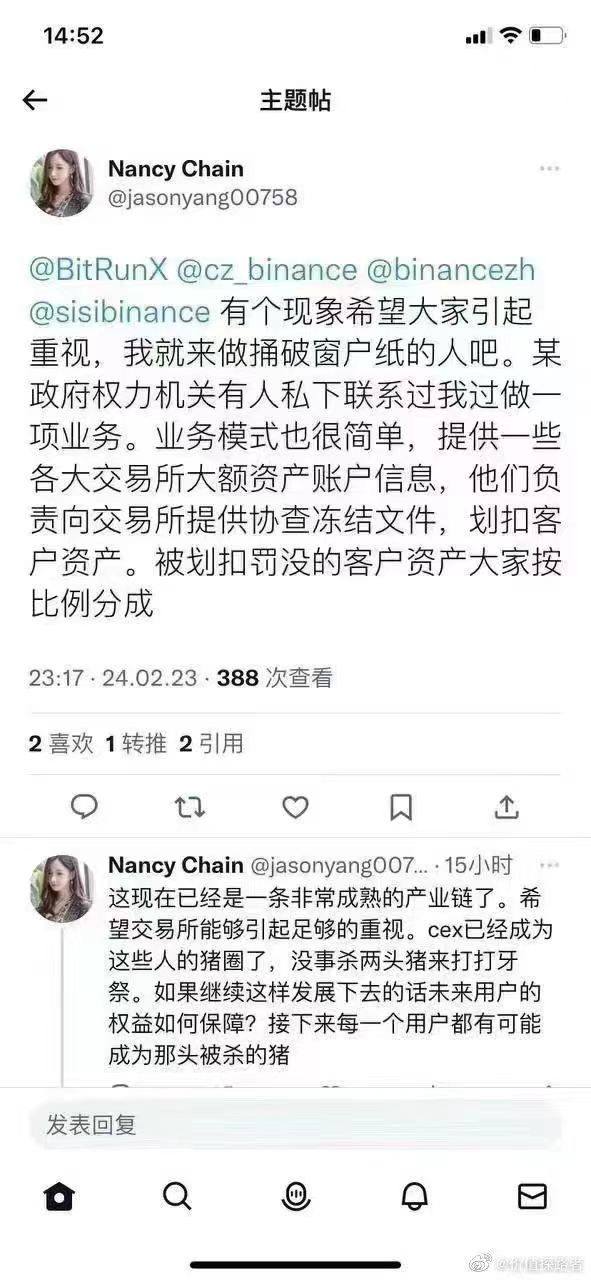 14:52
主题帖
Nancy Chain
@jasonyang00758
@BitRunX @cz_binance @binancezh
@sisibinance 有个现象希望大家引起
重视，我就来做捅破窗户纸的人吧。某
政府权力机关有人私下联系过我过做一
项业务。业务模式也很简单，提供一些
各大交易所大额资产账户信息，他们负
责向交易所提供协查冻结文件，划扣客
户资产。被划扣罚没的客户资产大家按
比例分成
23:17 · 24.02.23 · 388 次查看
2 喜欢 1 转推 2 引用
Nancy Chain @jasonyang007... · 15小时
这现在已经是一条非常成熟的产业链了。希
望交易所能够引起足够的重视。cex已经成为
这些人的猪圈了，没事杀两头猪来打打牙
祭。如果继续这样发展下去的话未来用户的
权益如何保障？接下来每一个用户都有可能
成为那头被杀的猪
发表回复
@价值探路者